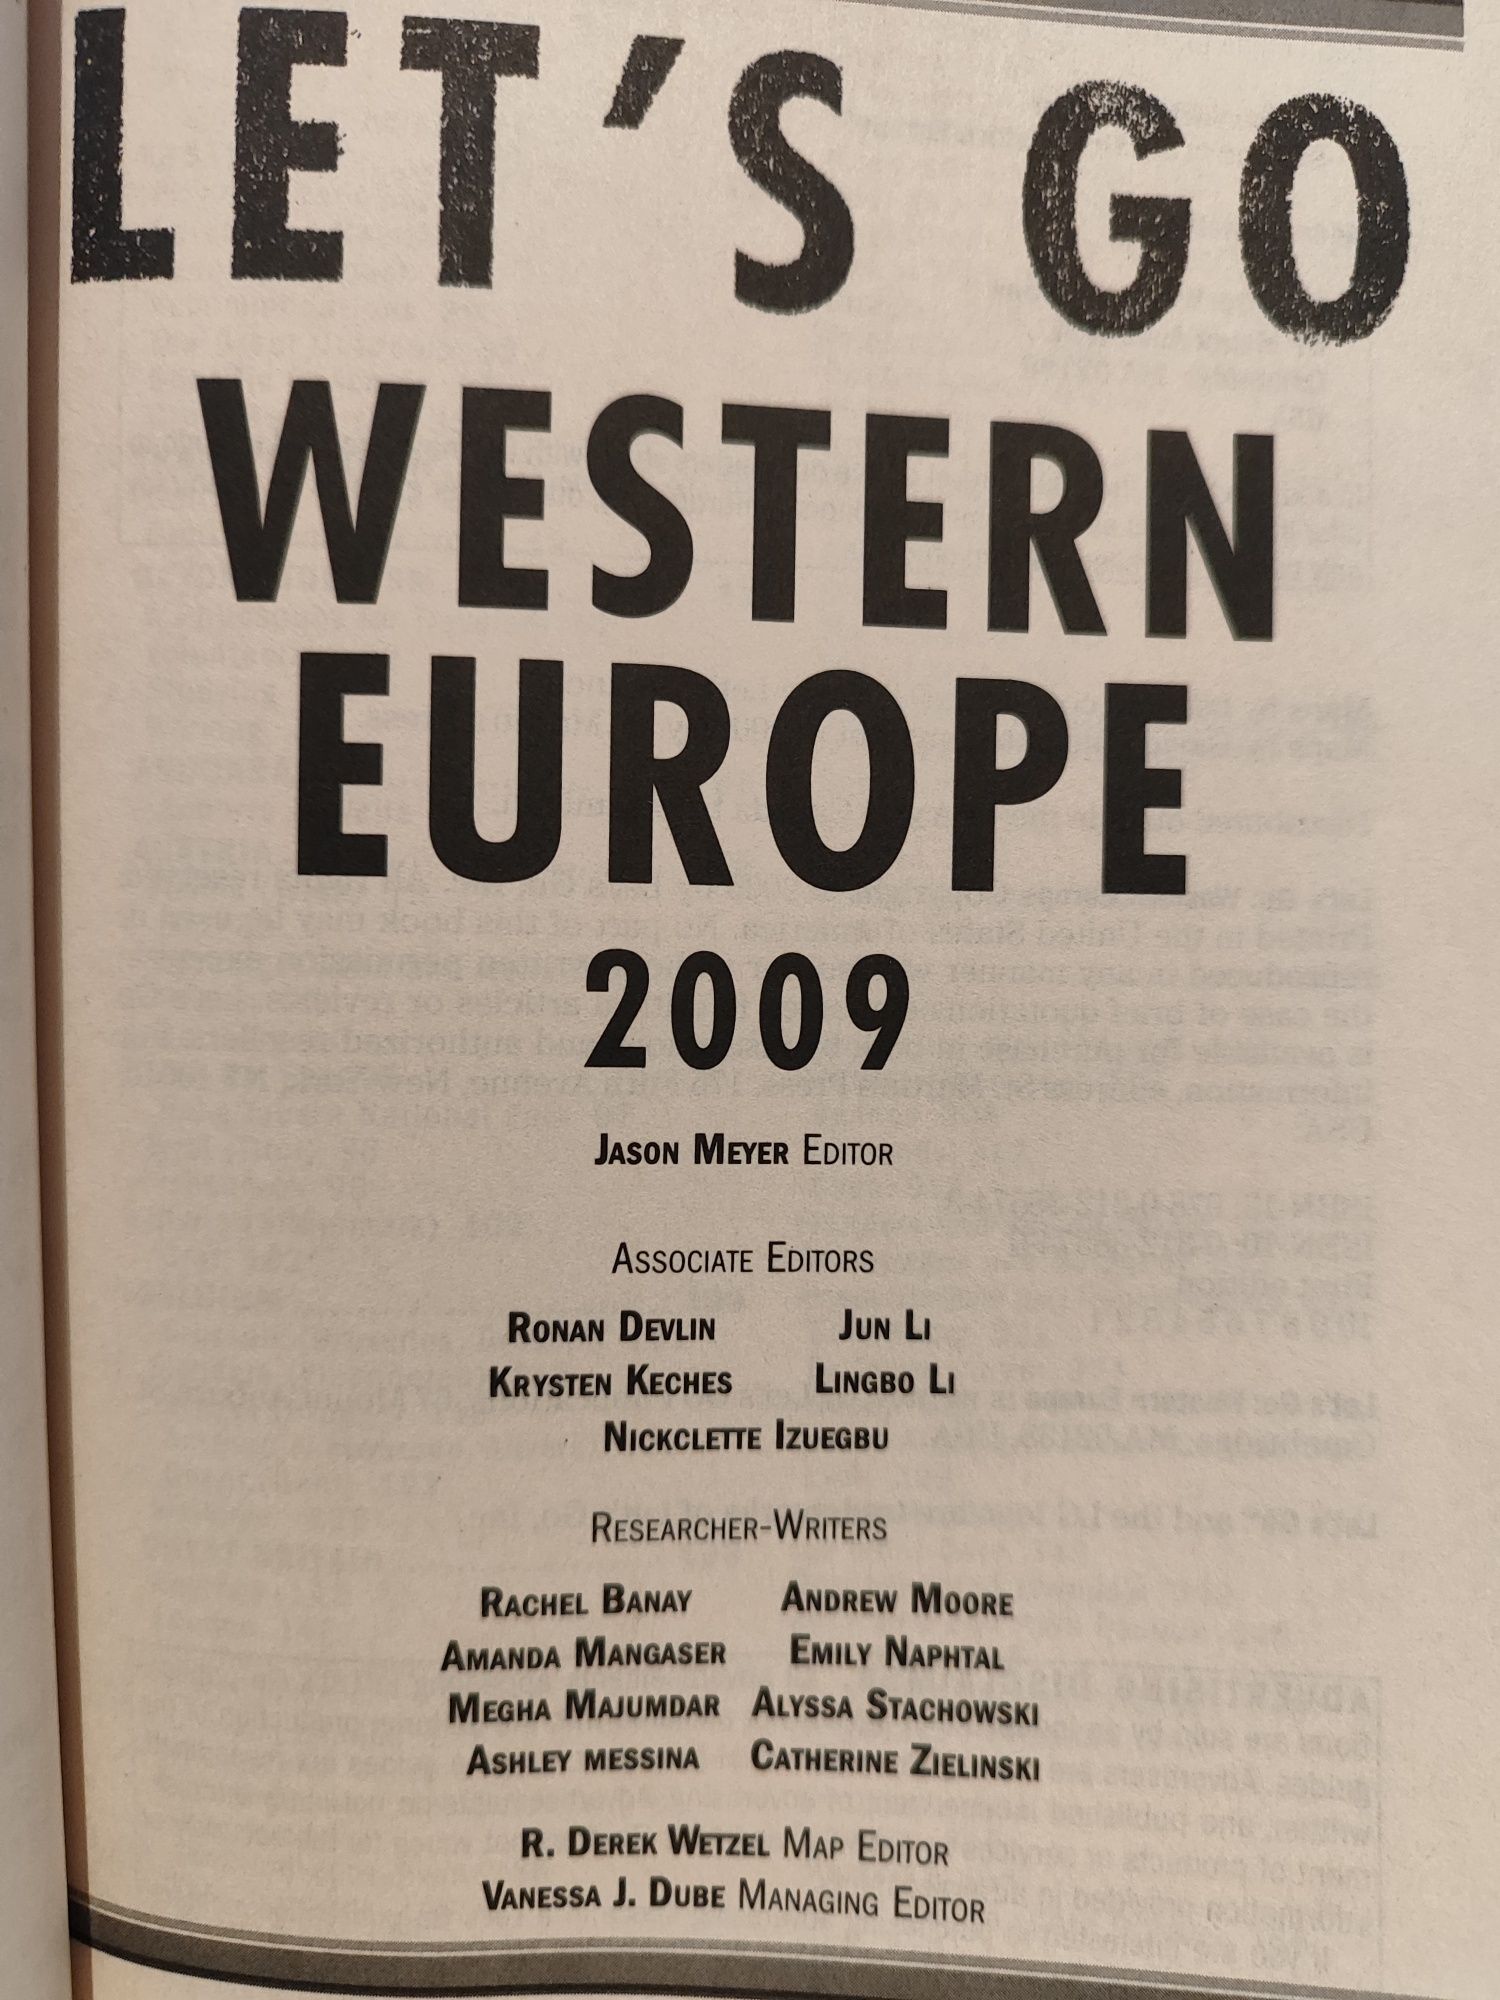 LET'S GO
WESTERN
EUROPE
2009
JASON MEYER EDITOR
ASSOCIATE EDITORS
RONAN DEVLIN JUN LI
KRYSTEN KECHES LINGBO LI
NICKCLETTE IZUEGBU
RESEARCHER-WRITERS
RACHEL BANAY ANDREW MOORE
AMANDA MANGASER EMILY NAPHTAL
MEGHA MAJUMDAR ALYSSA STACHOWSKI
ASHLEY MESSINA CATHERINE ZIELINSKI
R. DEREK WETZEL MAP EDITOR
VANESSA J. DUBE MANAGING EDITOR